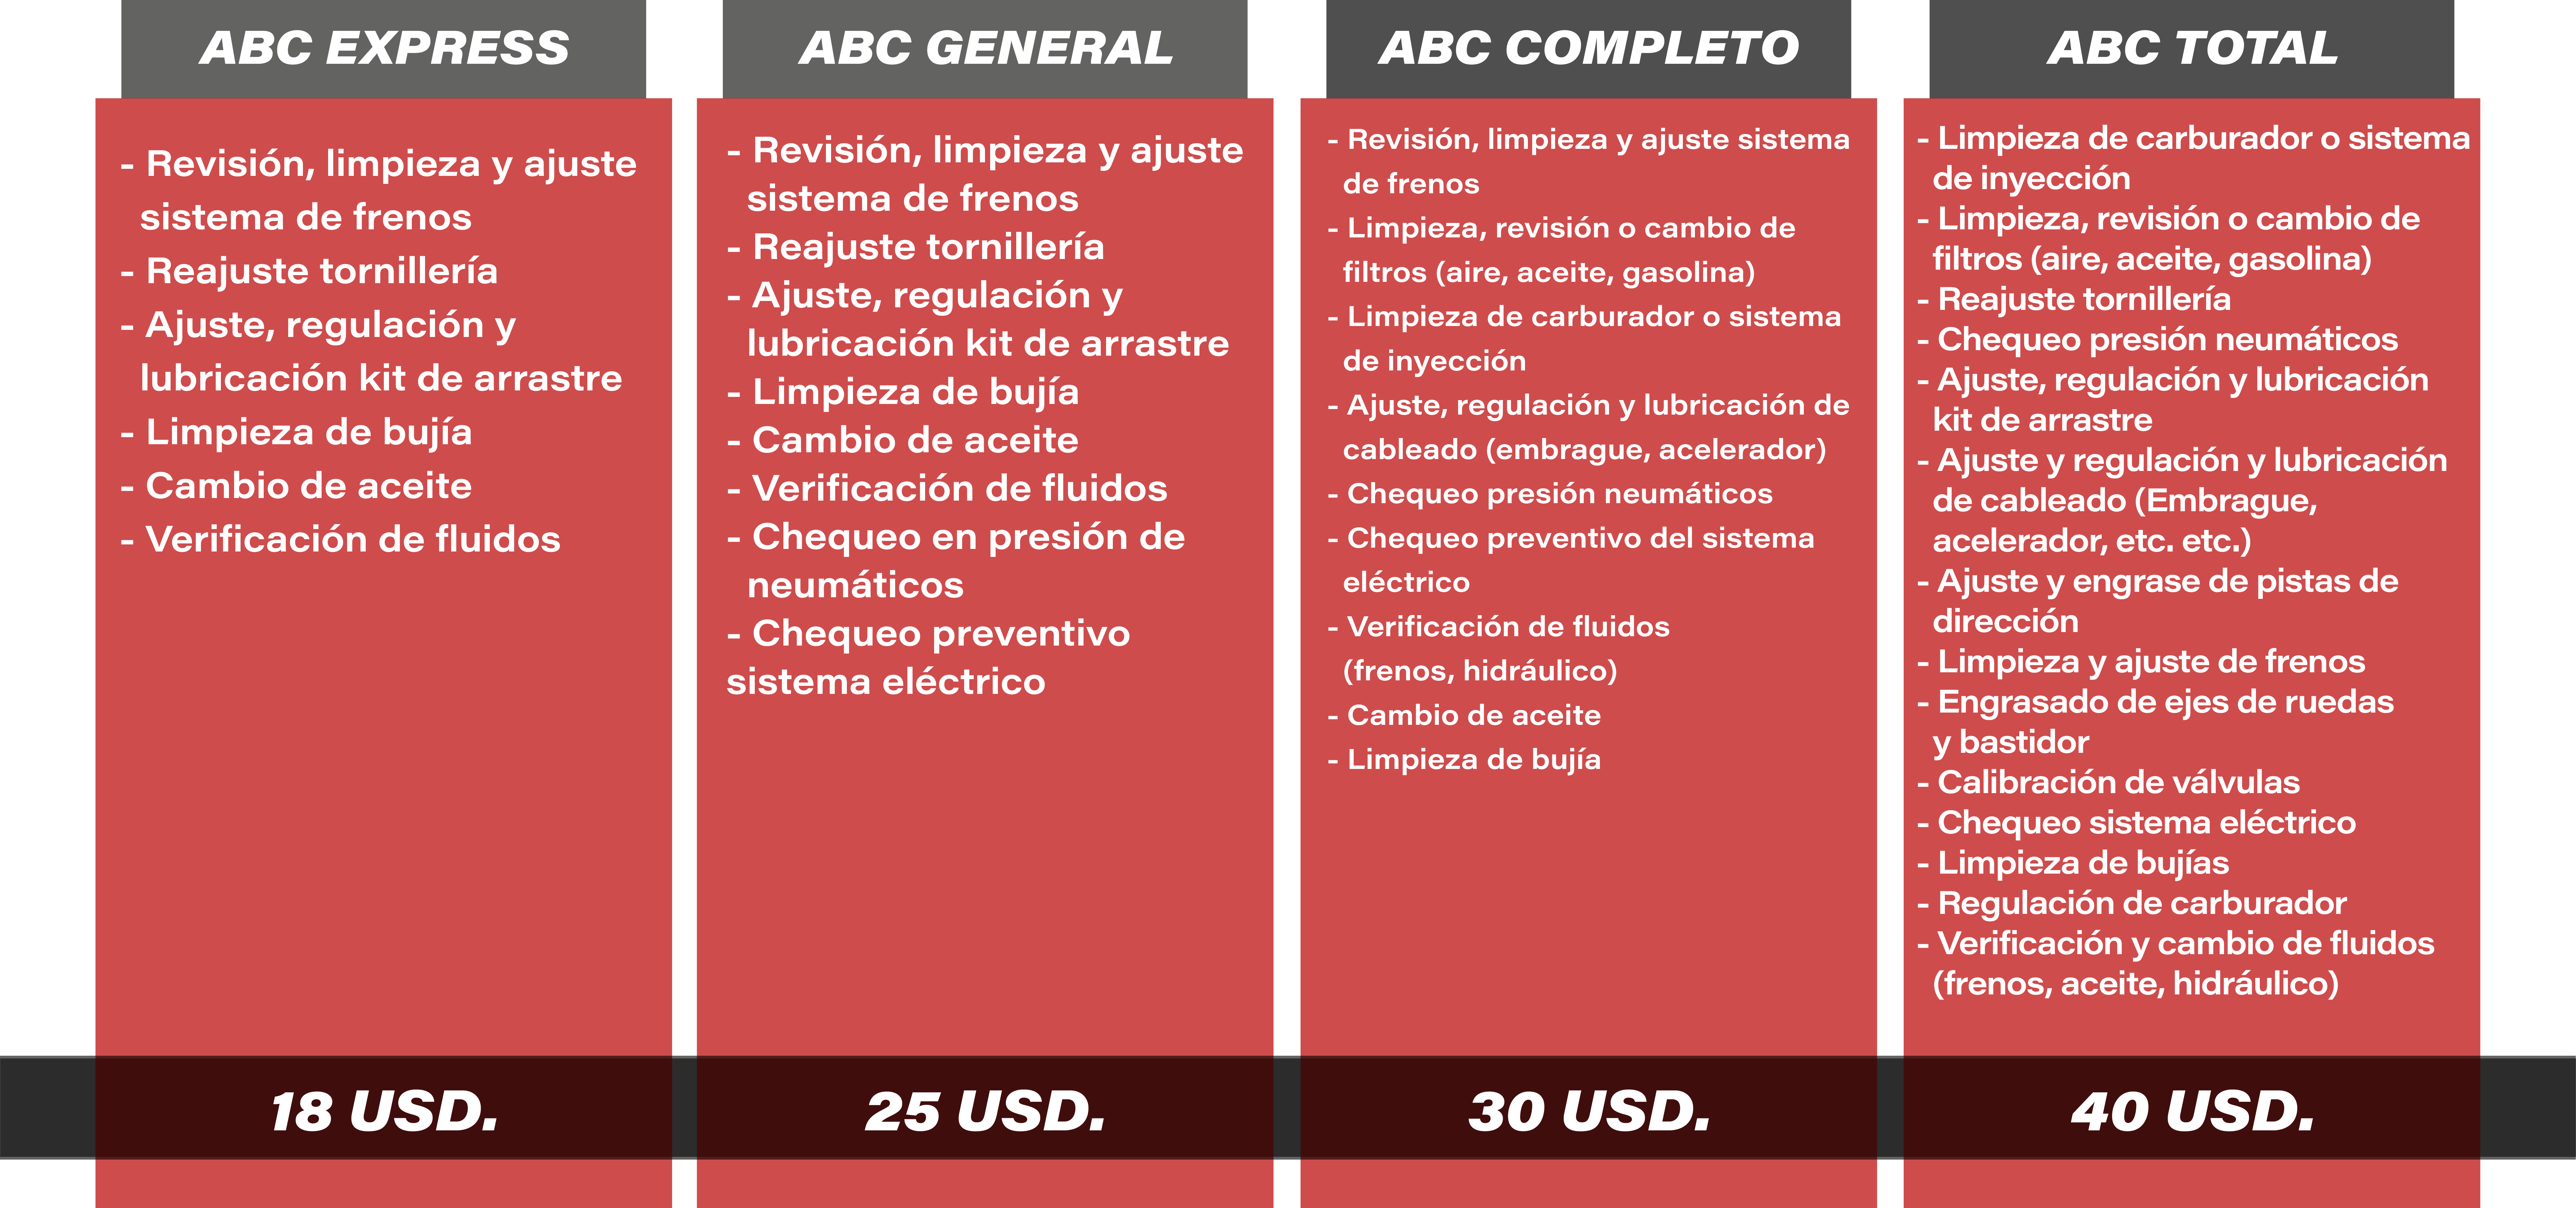 ABC EXPRESS
- Revisión, limpieza y ajuste
sistema de frenos
- Reajuste tornillería
- Ajuste, regulación y
lubricación kit de arrastre
- Limpieza de bujía
- Cambio de aceite
- Verificación de fluidos
18 USD.
ABC GENERAL
- Revisión, limpieza y ajuste
sistema de frenos
- Reajuste tornillería
- Ajuste, regulación y
lubricación kit de arrastre
- Limpieza de bujía
- Cambio de aceite
- Verificación de fluidos
- Chequeo en presión de
neumáticos
- Chequeo preventivo
sistema eléctrico
25 USD.
ABC COMPLETO
- Revisión, limpieza y ajuste sistema
de frenos
- Limpieza, revisión o cambio de
filtros (aire, aceite, gasolina)
- Limpieza de carburador o sistema
de inyección
- Ajuste, regulación y lubricación de
cableado (embrague, acelerador)
- Chequeo presión neumáticos
- Chequeo preventivo del sistema
eléctrico
- Verificación de fluidos
(frenos, hidráulico)
- Cambio de aceite
- Limpieza de bujía
30 USD.
ABC TOTAL
- Limpieza de carburador o sistema
de inyección
- Limpieza, revisión o cambio de
filtros (aire, aceite, gasolina)
- Reajuste tornillería
- Chequeo presión neumáticos
- Ajuste, regulación y lubricación
kit de arrastre
- Ajuste y regulación y lubricación
de cableado (Embrague,
acelerador, etc. etc.)
- Ajuste y engrase de pistas de
dirección
- Limpieza y ajuste de frenos
- Engrasado de ejes de ruedas
y bastidor
- Calibración de válvulas
- Chequeo sistema eléctrico
- Limpieza de bujías
- Regulación de carburador
- Verificación y cambio de fluidos
(frenos, aceite, hidráulico)
40 USD.